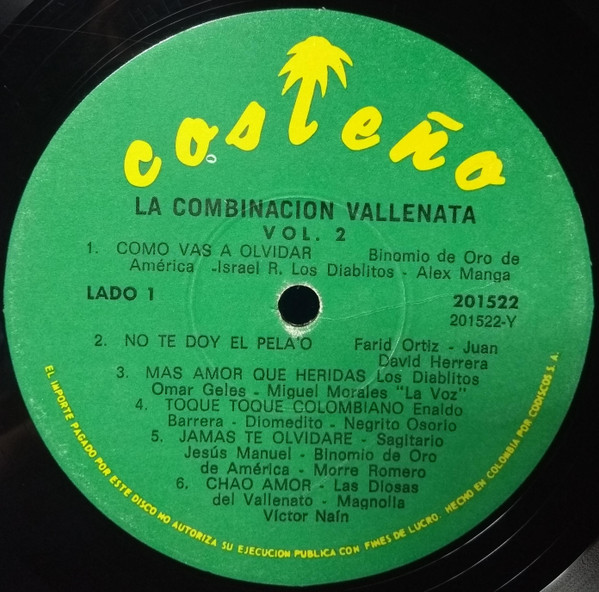 costeño
LA COMBINACION VALLENATA
VOL. 2
1. COMO VAS A OLVIDAR Binomio de Oro de
América -Israel R. Los Diablitos - Alex Manga
LADO 1 201522
201522-Y
2. NO TE DOY EL PELA'O Farid Ortiz - Juan
David Herrera
3. MAS AMOR QUE HERIDAS Los Diablitos
Omar Geles - Miguel Morales "La Voz"
4. TOQUE TOQUE COLOMBIANO Enaldo
Barrera - Diomedito - Negrito Osorio
5. JAMAS TE OLVIDARE - Sagitario
Jesús Manuel - Binomio de Oro
de América - Morre Romero
6. CHAO AMOR - Las Diosas
del Vallenato - Magnolia
Víctor Naín
EL IMPORTE PAGADO POR ESTE DISCO NO AUTORIZA SU EJECUCION PUBLICA CON FINES DE LUCRO. HECHO EN COLOMBIA POR CODISCOS S.A.